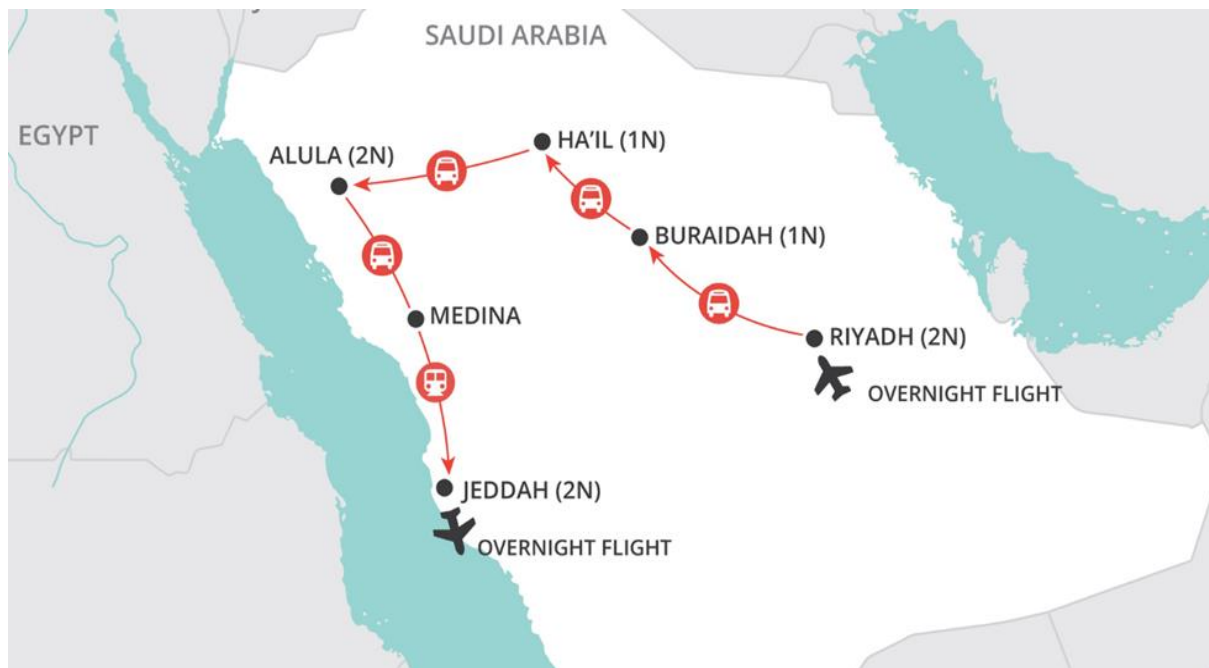 SAUDI ARABIA
EGYPT
HA'IL (1N)
ALULA (2N)
BURAIDAH (1N)
MEDINA
RIYADH (2N)
OVERNIGHT FLIGHT
JEDDAH (2N)
OVERNIGHT FLIGHT